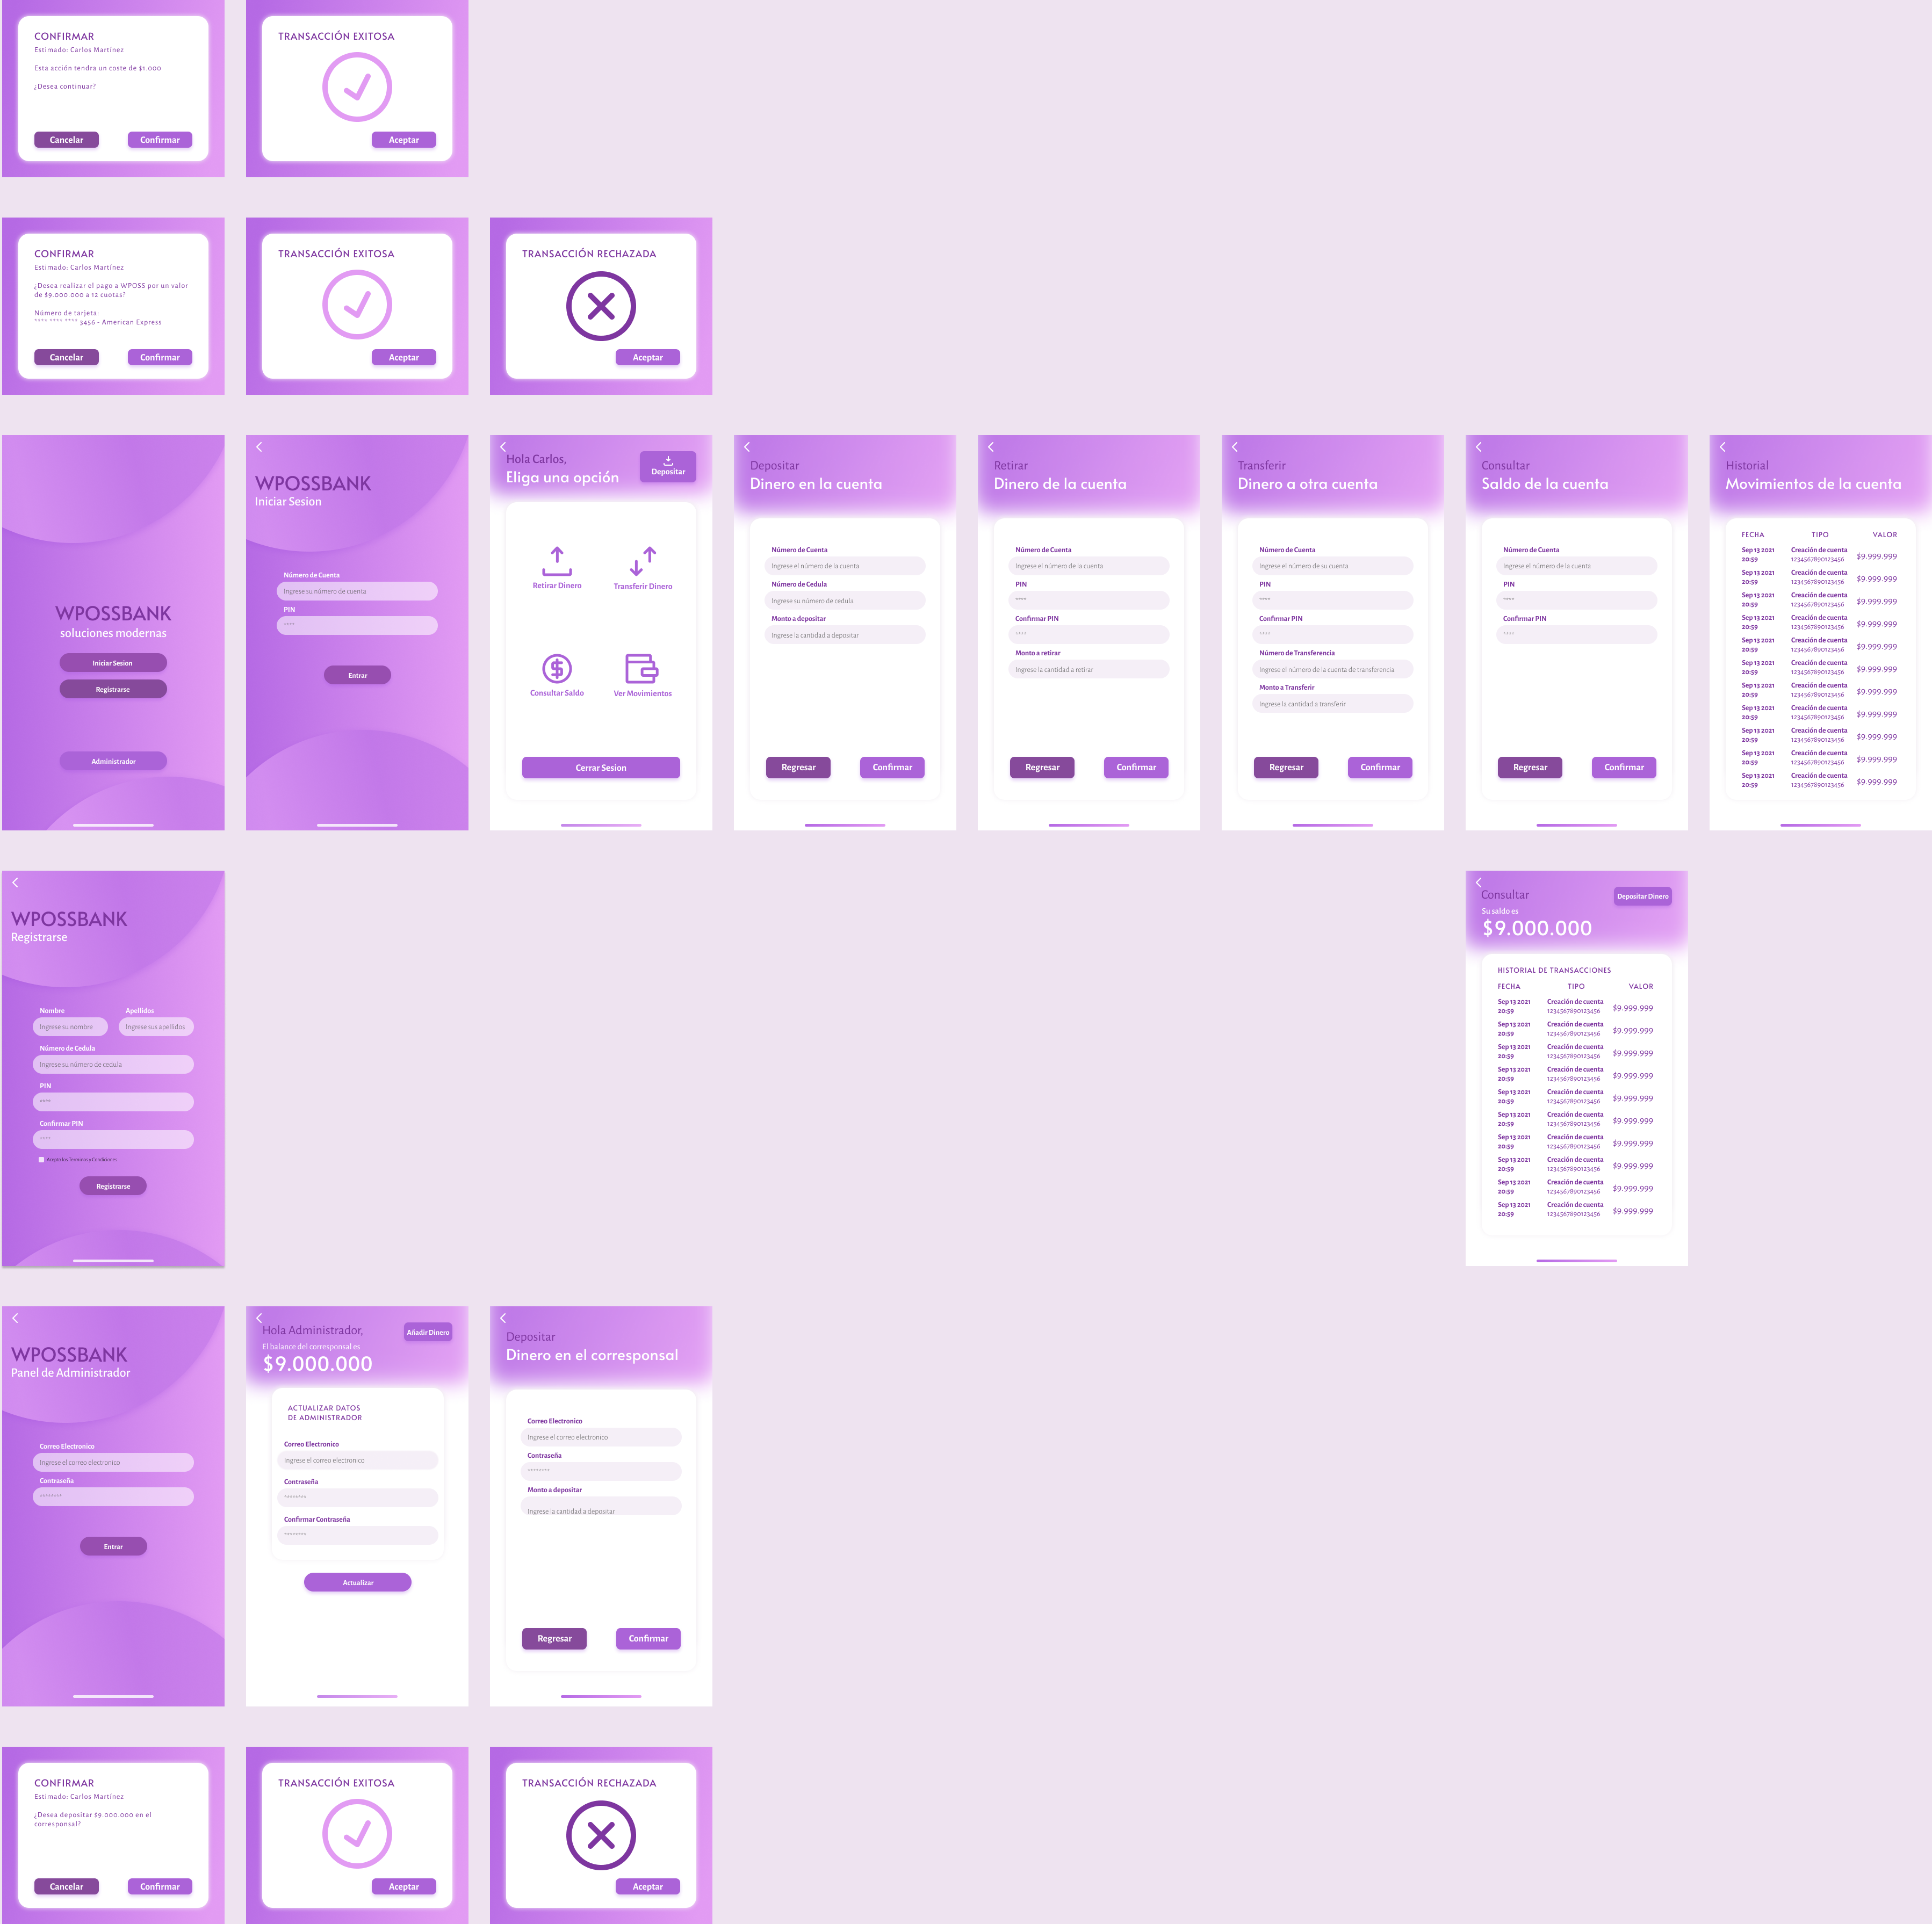 CONFIRMAR
Estimado: Carlos Martínez
Esta acción tendra un coste de $1.000
¿Desea continuar?
Cancelar
Confirmar
TRANSACCIÓN EXITOSA
Aceptar
CONFIRMAR
Estimado: Carlos Martínez
¿Desea realizar el pago a WPOSS por un valor
de $9.000.000 a 12 cuotas?
Número de tarjeta:
**** **** **** 3456 - American Express
Cancelar
Confirmar
TRANSACCIÓN EXITOSA
Aceptar
TRANSACCIÓN RECHAZADA
Aceptar
WPOSSBANK
soluciones modernas
Iniciar Sesion
Registrarse
Administrador
WPOSSBANK
Iniciar Sesion
Número de Cuenta
Ingrese su número de cuenta
PIN
****
Entrar
Hola Carlos,
Eliga una opción
Depositar
Retirar Dinero
Transferir Dinero
Consultar Saldo
Ver Movimientos
Cerrar Sesion
Depositar
Dinero en la cuenta
Número de Cuenta
Ingrese el número de la cuenta
Número de Cedula
Ingrese su número de cedula
Monto a depositar
Ingrese la cantidad a depositar
Regresar
Confirmar
Retirar
Dinero de la cuenta
Número de Cuenta
Ingrese el número de la cuenta
PIN
****
Confirmar PIN
****
Monto a retirar
Ingrese la cantidad a retirar
Regresar
Confirmar
Transferir
Dinero a otra cuenta
Número de Cuenta
Ingrese el número de su cuenta
PIN
****
Confirmar PIN
****
Número de Transferencia
Ingrese el número de la cuenta de transferencia
Monto a Transferir
Ingrese la cantidad a transferir
Regresar
Confirmar
Consultar
Saldo de la cuenta
Número de Cuenta
Ingrese el número de la cuenta
PIN
****
Confirmar PIN
****
Regresar
Confirmar
Historial
Movimientos de la cuenta
FECHA TIPO VALOR
Sep 13 2021 Creación de cuenta $9.999.999
20:59 1234567890123456
Sep 13 2021 Creación de cuenta $9.999.999
20:59 1234567890123456
Sep 13 2021 Creación de cuenta $9.999.999
20:59 1234567890123456
Sep 13 2021 Creación de cuenta $9.999.999
20:59 1234567890123456
Sep 13 2021 Creación de cuenta $9.999.999
20:59 1234567890123456
Sep 13 2021 Creación de cuenta $9.999.999
20:59 1234567890123456
Sep 13 2021 Creación de cuenta $9.999.999
20:59 1234567890123456
Sep 13 2021 Creación de cuenta $9.999.999
20:59 1234567890123456
Sep 13 2021 Creación de cuenta $9.999.999
20:59 1234567890123456
Sep 13 2021 Creación de cuenta $9.999.999
20:59 1234567890123456
Sep 13 2021 Creación de cuenta $9.999.999
20:59 1234567890123456
WPOSSBANK
Registrarse
Nombre Apellidos
Ingrese su nombre Ingrese sus apellidos
Número de Cedula
Ingrese su número de cedula
PIN
****
Confirmar PIN
****
Acepto los Terminos y Condiciones
Registrarse
Consultar
Depositar Dinero
Su saldo es
$9.000.000
HISTORIAL DE TRANSACCIONES
FECHA TIPO VALOR
Sep 13 2021 Creación de cuenta $9.999.999
20:59 1234567890123456
Sep 13 2021 Creación de cuenta $9.999.999
20:59 1234567890123456
Sep 13 2021 Creación de cuenta $9.999.999
20:59 1234567890123456
Sep 13 2021 Creación de cuenta $9.999.999
20:59 1234567890123456
Sep 13 2021 Creación de cuenta $9.999.999
20:59 1234567890123456
Sep 13 2021 Creación de cuenta $9.999.999
20:59 1234567890123456
Sep 13 2021 Creación de cuenta $9.999.999
20:59 1234567890123456
Sep 13 2021 Creación de cuenta $9.999.999
20:59 1234567890123456
Sep 13 2021 Creación de cuenta $9.999.999
20:59 1234567890123456
Sep 13 2021 Creación de cuenta $9.999.999
20:59 1234567890123456
WPOSSBANK
Panel de Administrador
Correo Electronico
Ingrese el correo electronico
Contraseña
********
Entrar
Hola Administrador,
Añadir Dinero
El balance del corresponsal es
$9.000.000
ACTUALIZAR DATOS
DE ADMINISTRADOR
Correo Electronico
Ingrese el correo electronico
Contraseña
********
Confirmar Contraseña
********
Actualizar
Depositar
Dinero en el corresponsal
Correo Electronico
Ingrese el correo electronico
Contraseña
********
Monto a depositar
Ingrese la cantidad a depositar
Regresar
Confirmar
CONFIRMAR
Estimado: Carlos Martínez
¿Desea depositar $9.000.000 en el
corresponsal?
Cancelar
Confirmar
TRANSACCIÓN EXITOSA
Aceptar
TRANSACCIÓN RECHAZADA
Aceptar